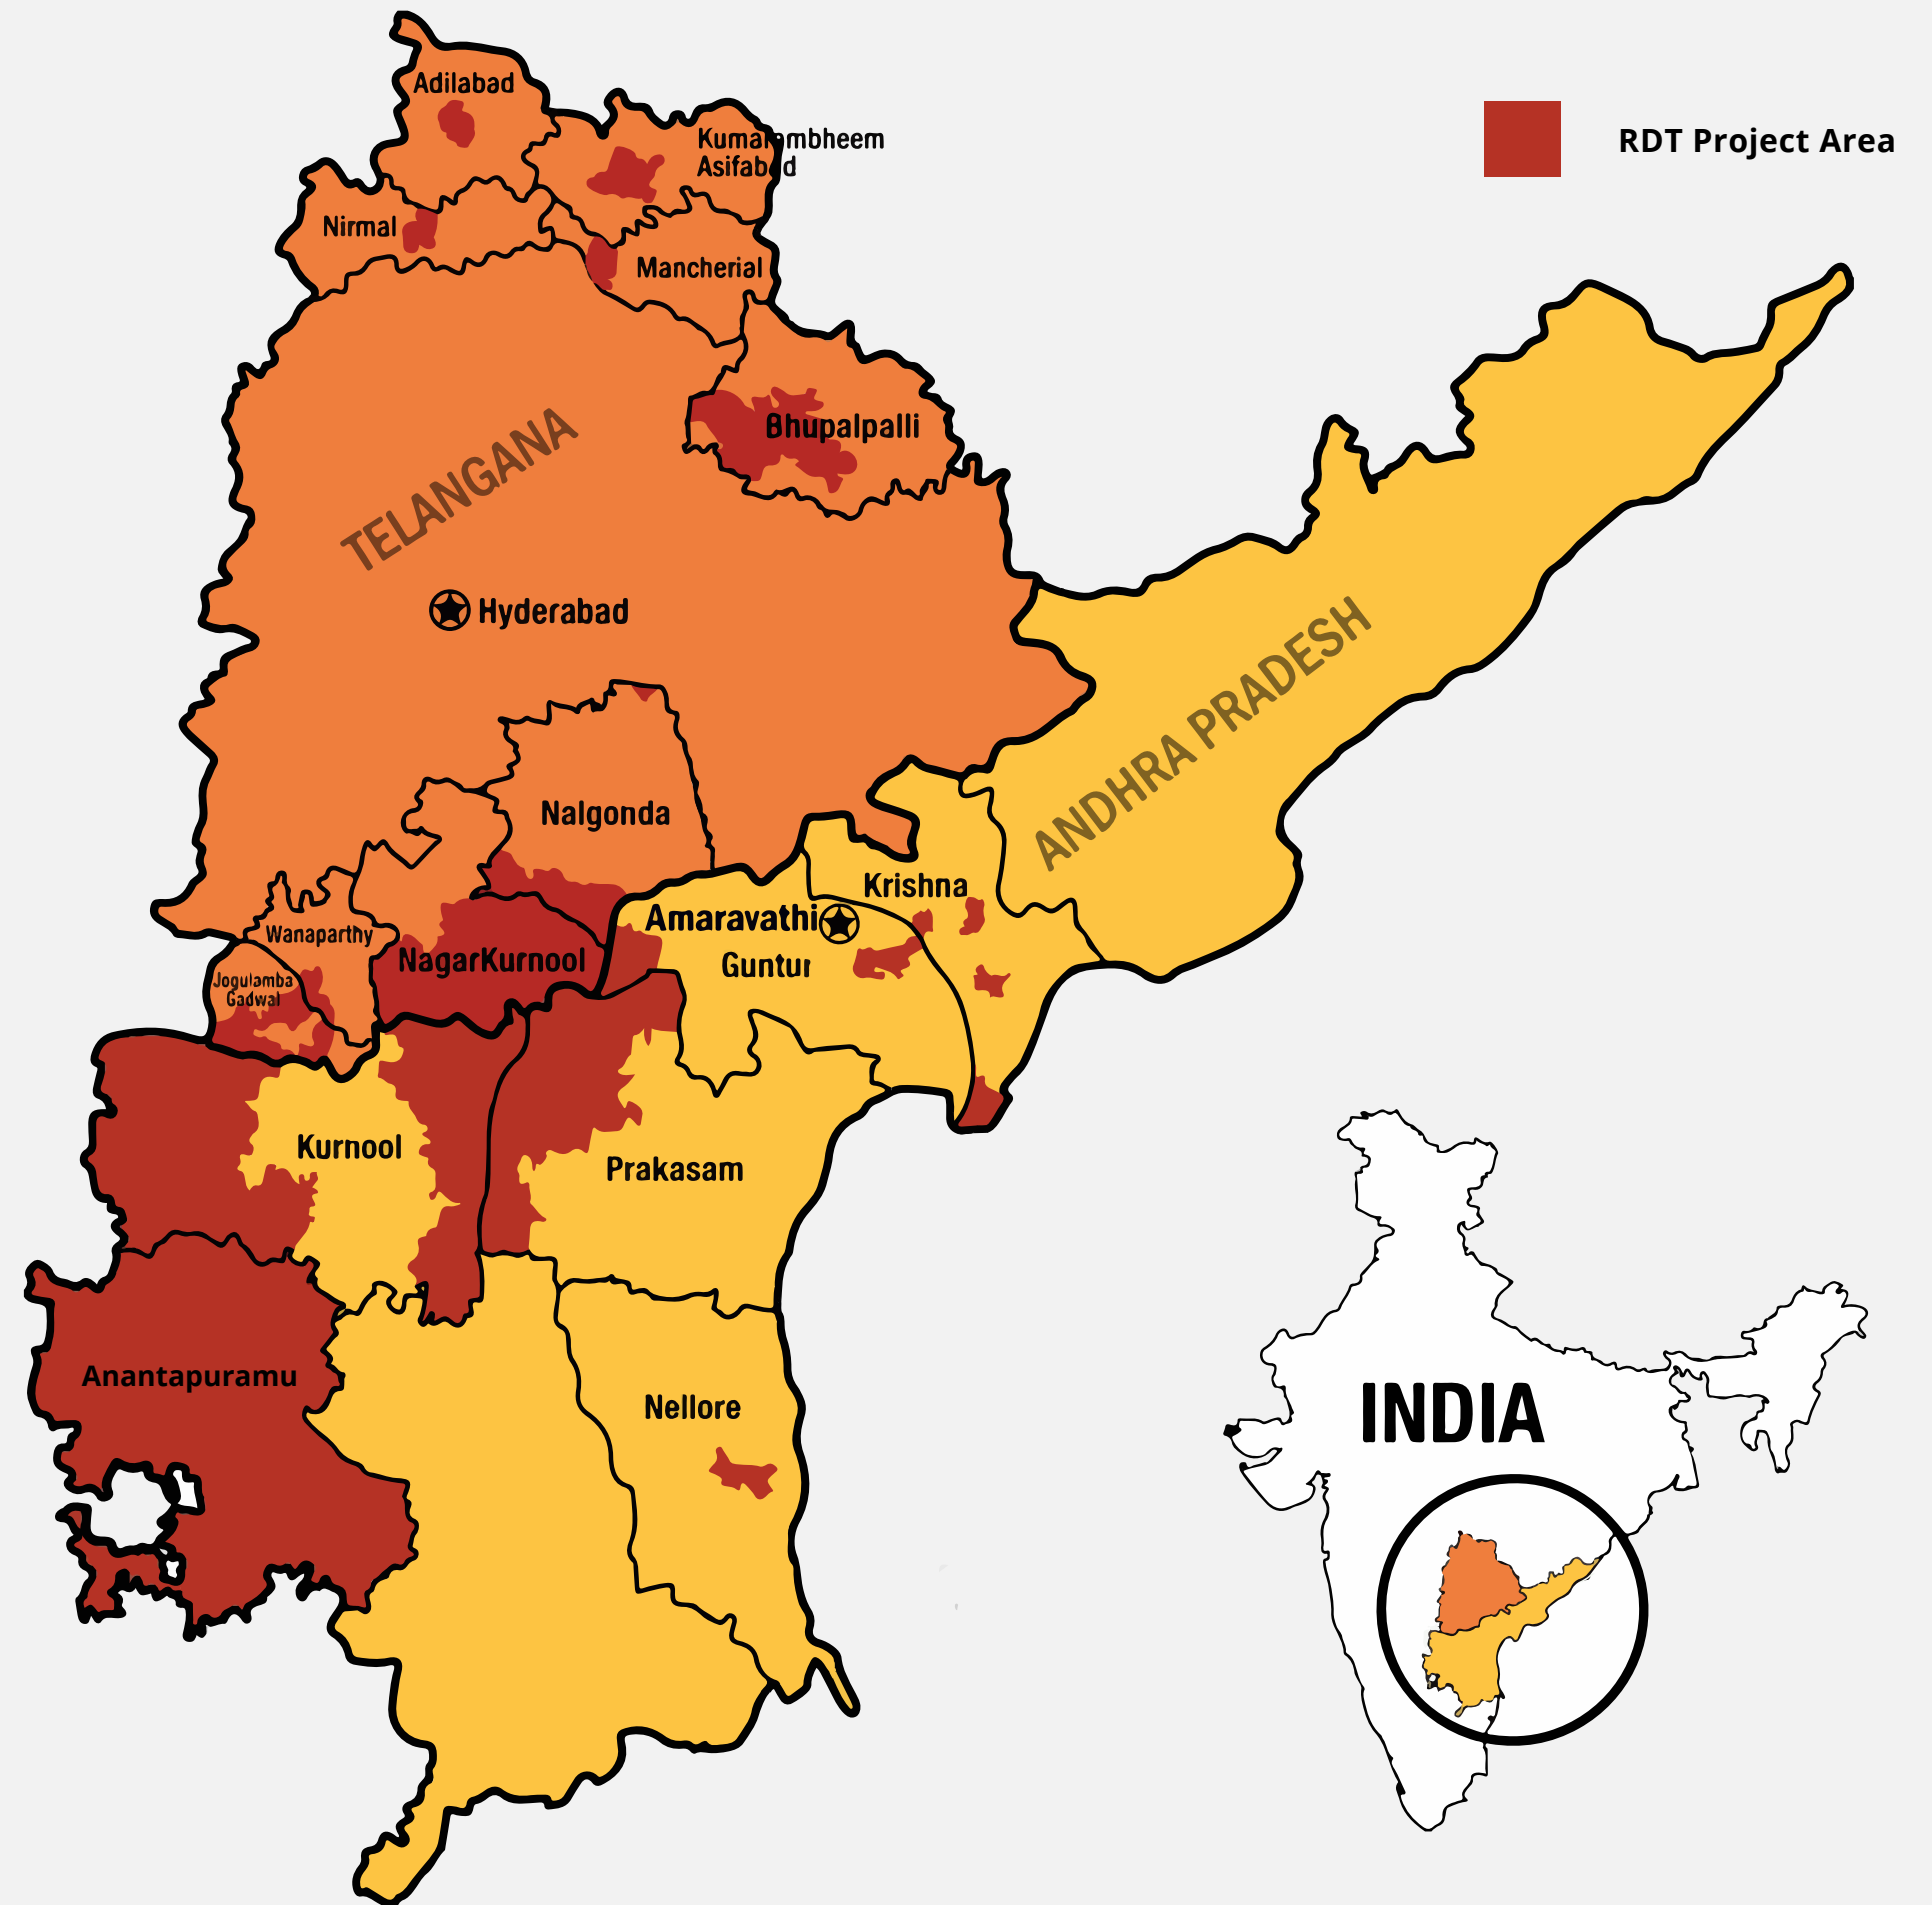 Adilabad
Kumarambheem
Asifabad
RDT Project Area
Nirmal
Mancherial
Bhupalpalli
TELANGANA
Hyderabad
ANDHRA PRADESH
Nalgonda
Krishna
Amaravathi
Wanaparthy
NagarKurnool
Guntur
Jogulamba
Gadwal
Kurnool
Prakasam
Anantapuramu
Nellore
INDIA